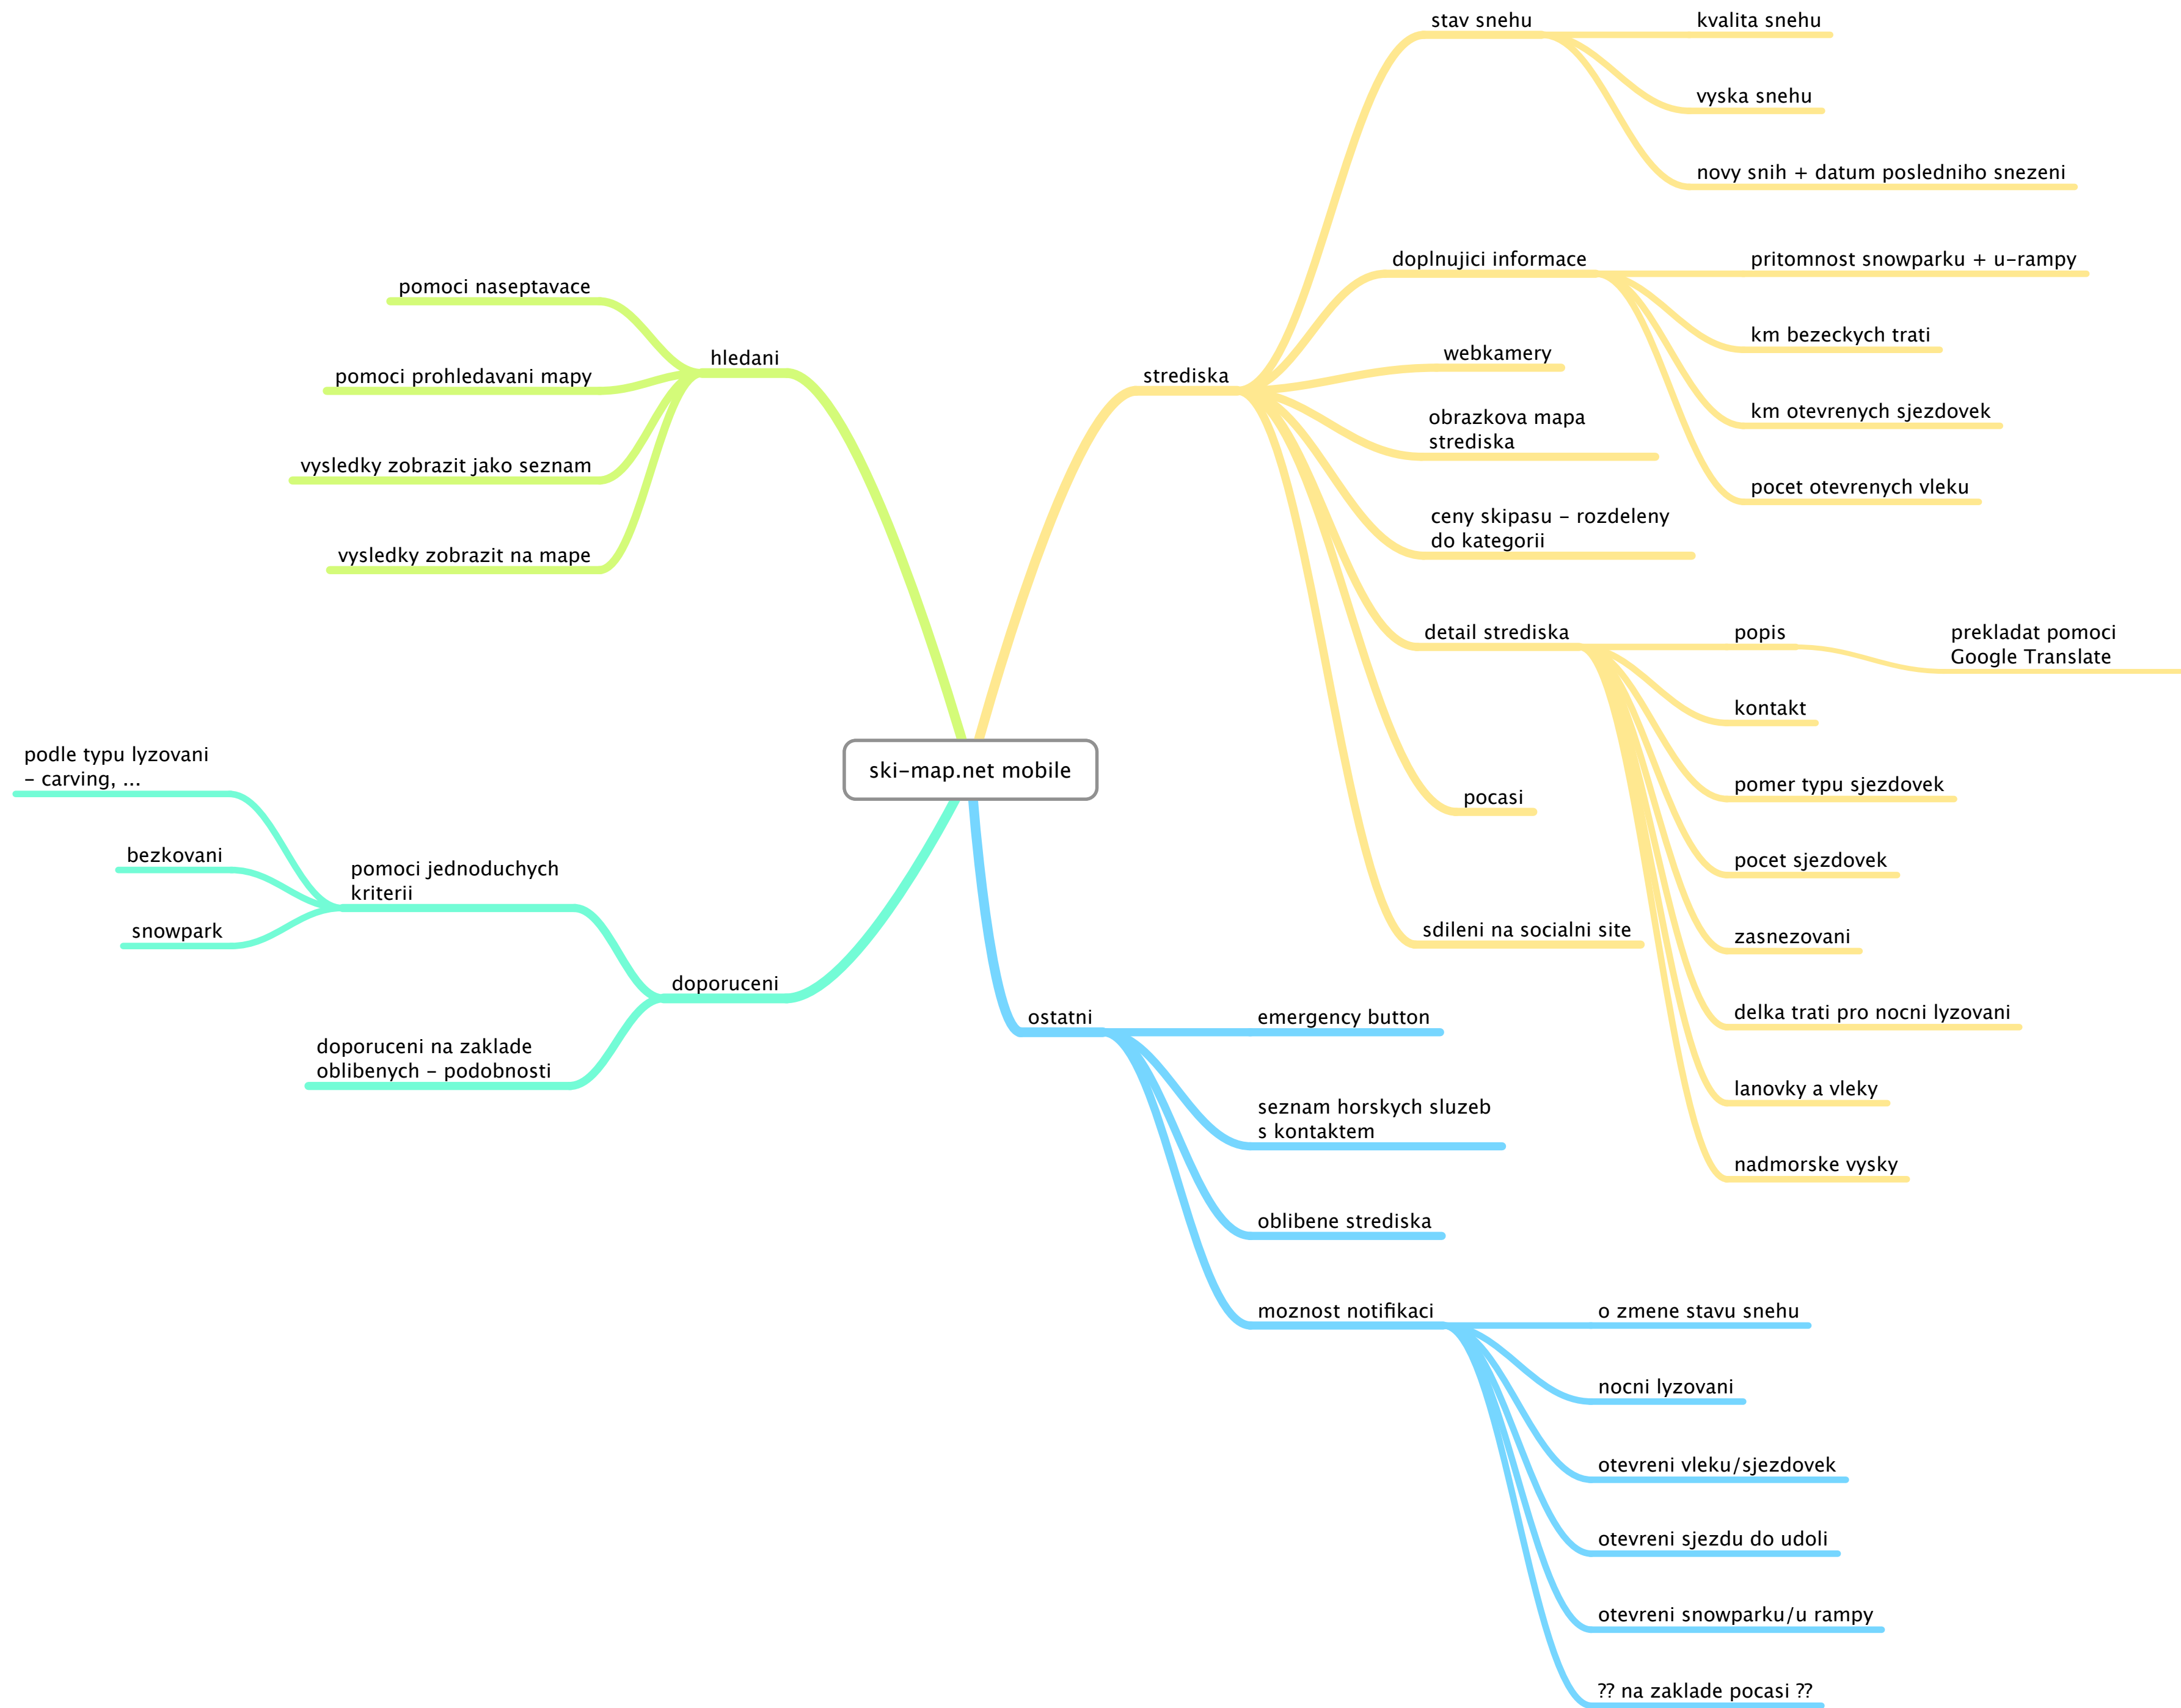 ski-map.net mobile
hledani
pomoci naseptavace
pomoci prohledavani mapy
vysledky zobrazit jako seznam
vysledky zobrazit na mape
strediska
stav snehu
kvalita snehu
vyska snehu
novy snih + datum posledniho snezeni
doplnujici informace
pritomnost snowparku + u-rampy
km bezeckych trati
km otevrenych sjezdovek
pocet otevrenych vleku
webkamery
obrazkova mapa
strediska
ceny skipasu – rozdeleny
do kategorii
detail strediska
popis
prekladat pomoci
Google Translate
kontakt
pomer typu sjezdovek
pocet sjezdovek
zasnezovani
delka trati pro nocni lyzovani
lanovky a vleky
nadmorske vysky
pocasi
sdileni na socialni site
doporuceni
pomoci jednoduchych
kriterii
podle typu lyzovani
– carving, ...
bezkovani
snowpark
doporuceni na zaklade
oblibenych – podobnosti
ostatni
emergency button
seznam horskych sluzeb
s kontaktem
oblibene strediska
moznost notifikaci
o zmene stavu snehu
nocni lyzovani
otevreni vleku/sjezdovek
otevreni sjezdu do udoli
otevreni snowparku/u rampy
?? na zaklade pocasi ??